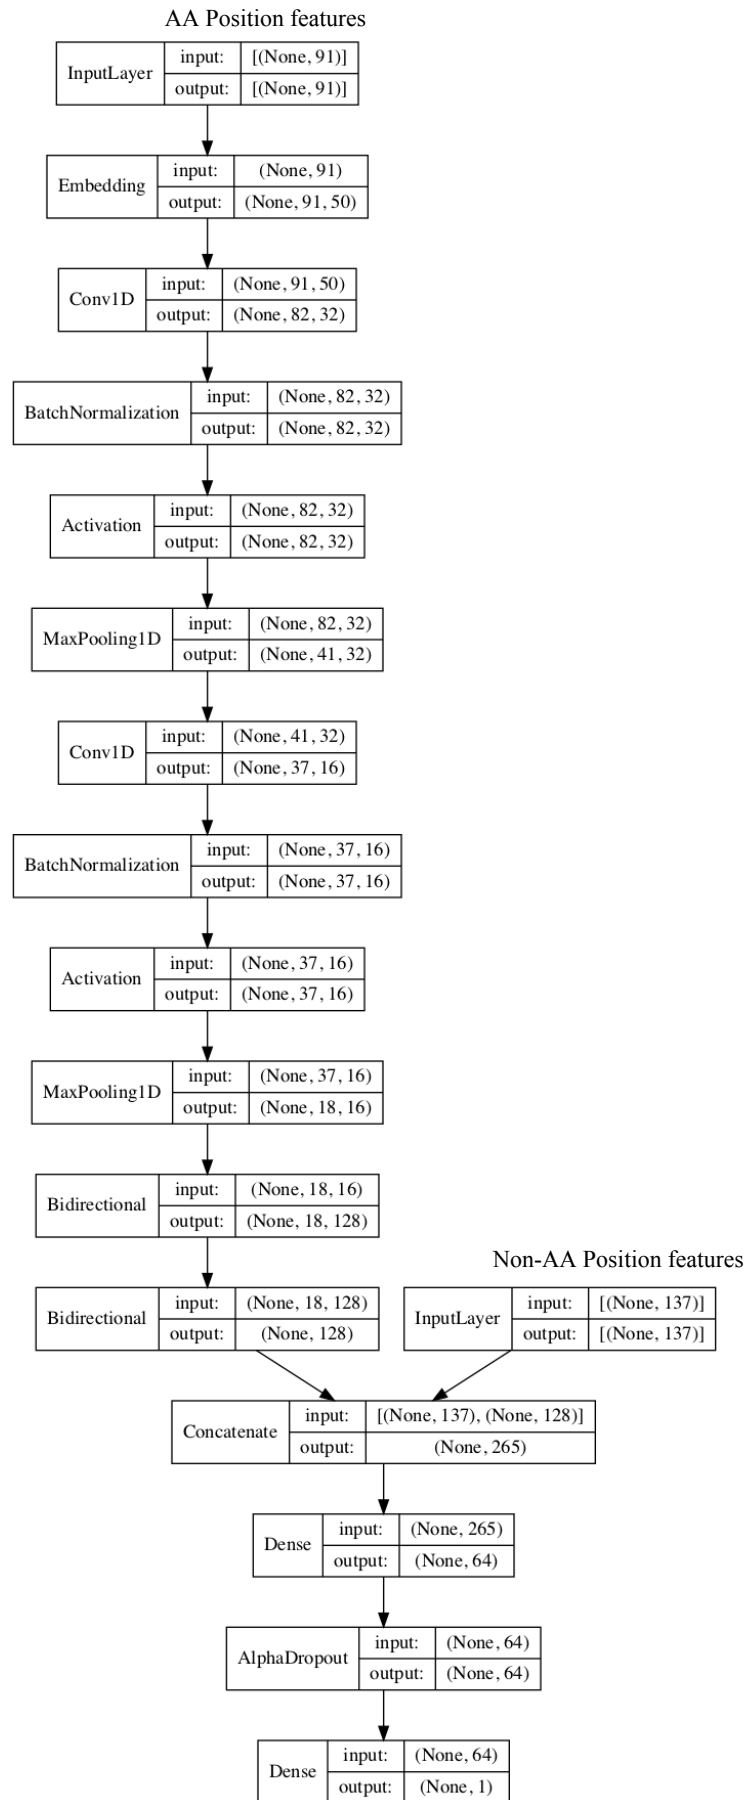 AA Position features
InputLayer
input: [(None, 91)]
output: [(None, 91)]
Embedding
input: (None, 91)
output: (None, 91, 50)
Conv1D
input: (None, 91, 50)
output: (None, 82, 32)
BatchNormalization
input: (None, 82, 32)
output: (None, 82, 32)
Activation
input: (None, 82, 32)
output: (None, 82, 32)
MaxPooling1D
input: (None, 82, 32)
output: (None, 41, 32)
Conv1D
input: (None, 41, 32)
output: (None, 37, 16)
BatchNormalization
input: (None, 37, 16)
output: (None, 37, 16)
Activation
input: (None, 37, 16)
output: (None, 37, 16)
MaxPooling1D
input: (None, 37, 16)
output: (None, 18, 16)
Bidirectional
input: (None, 18, 16)
output: (None, 18, 128)
Bidirectional
input: (None, 18, 128)
output: (None, 128)
Non-AA Position features
InputLayer
input: [(None, 137)]
output: [(None, 137)]
Concatenate
input: [(None, 137), (None, 128)]
output: (None, 265)
Dense
input: (None, 265)
output: (None, 64)
AlphaDropout
input: (None, 64)
output: (None, 64)
Dense
input: (None, 64)
output: (None, 1)